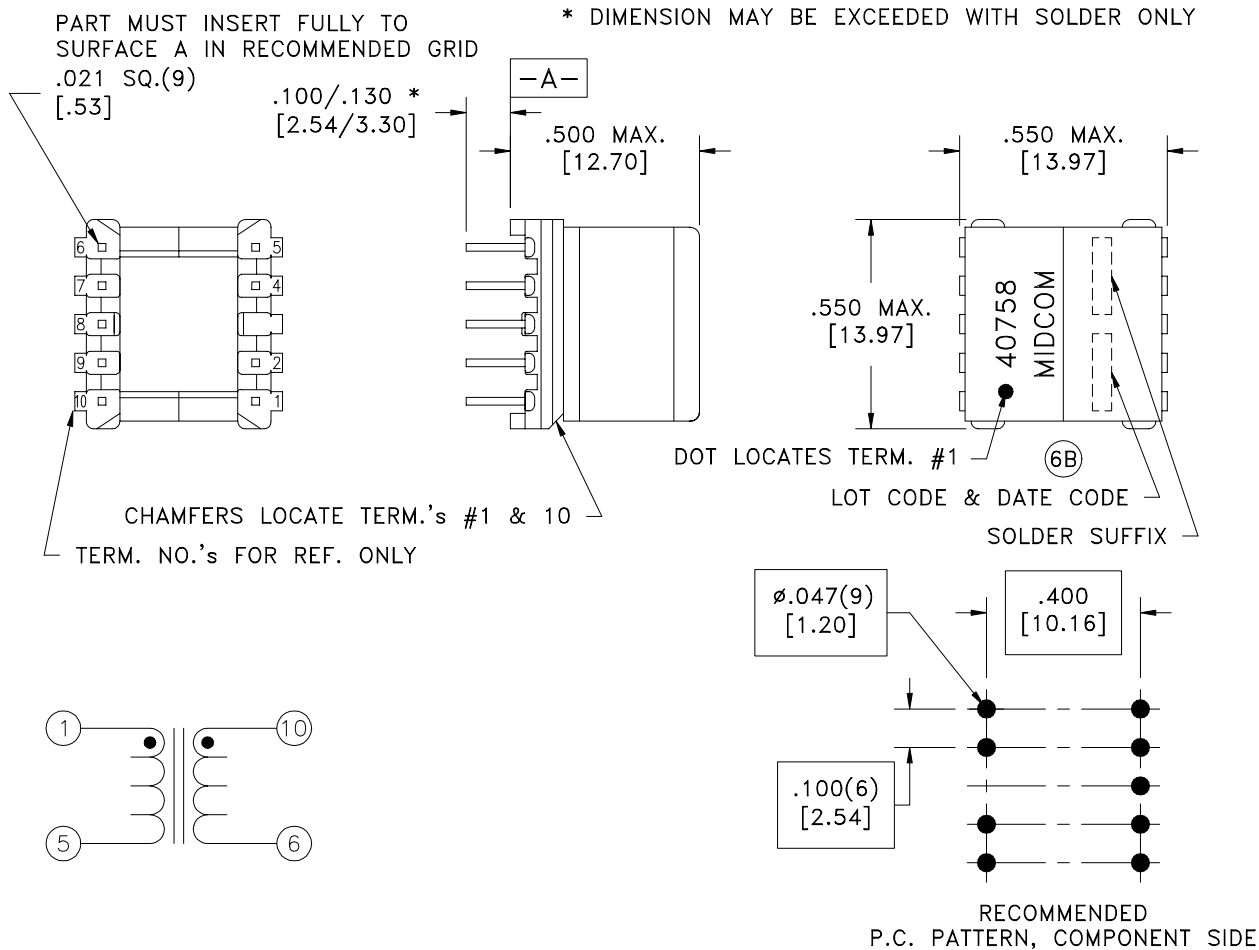 PART MUST INSERT FULLY TO
SURFACE A IN RECOMMENDED GRID
.021 SQ.(9)
[.53]
* DIMENSION MAY BE EXCEEDED WITH SOLDER ONLY
.100/.130 *
[2.54/3.30]
-A-
.500 MAX.
[12.70]
.550 MAX.
[13.97]
6
5
7
4
8
9
2
10
1
.550 MAX.
[13.97]
40758
MIDCOM
DOT LOCATES TERM. #1
6B
LOT CODE & DATE CODE
SOLDER SUFFIX
CHAMFERS LOCATE TERM.'s #1 & 10
TERM. NO.'s FOR REF. ONLY
ø.047(9)
[1.20]
.400
[10.16]
.100(6)
[2.54]
1
10
5
6
RECOMMENDED
P.C. PATTERN, COMPONENT SIDE